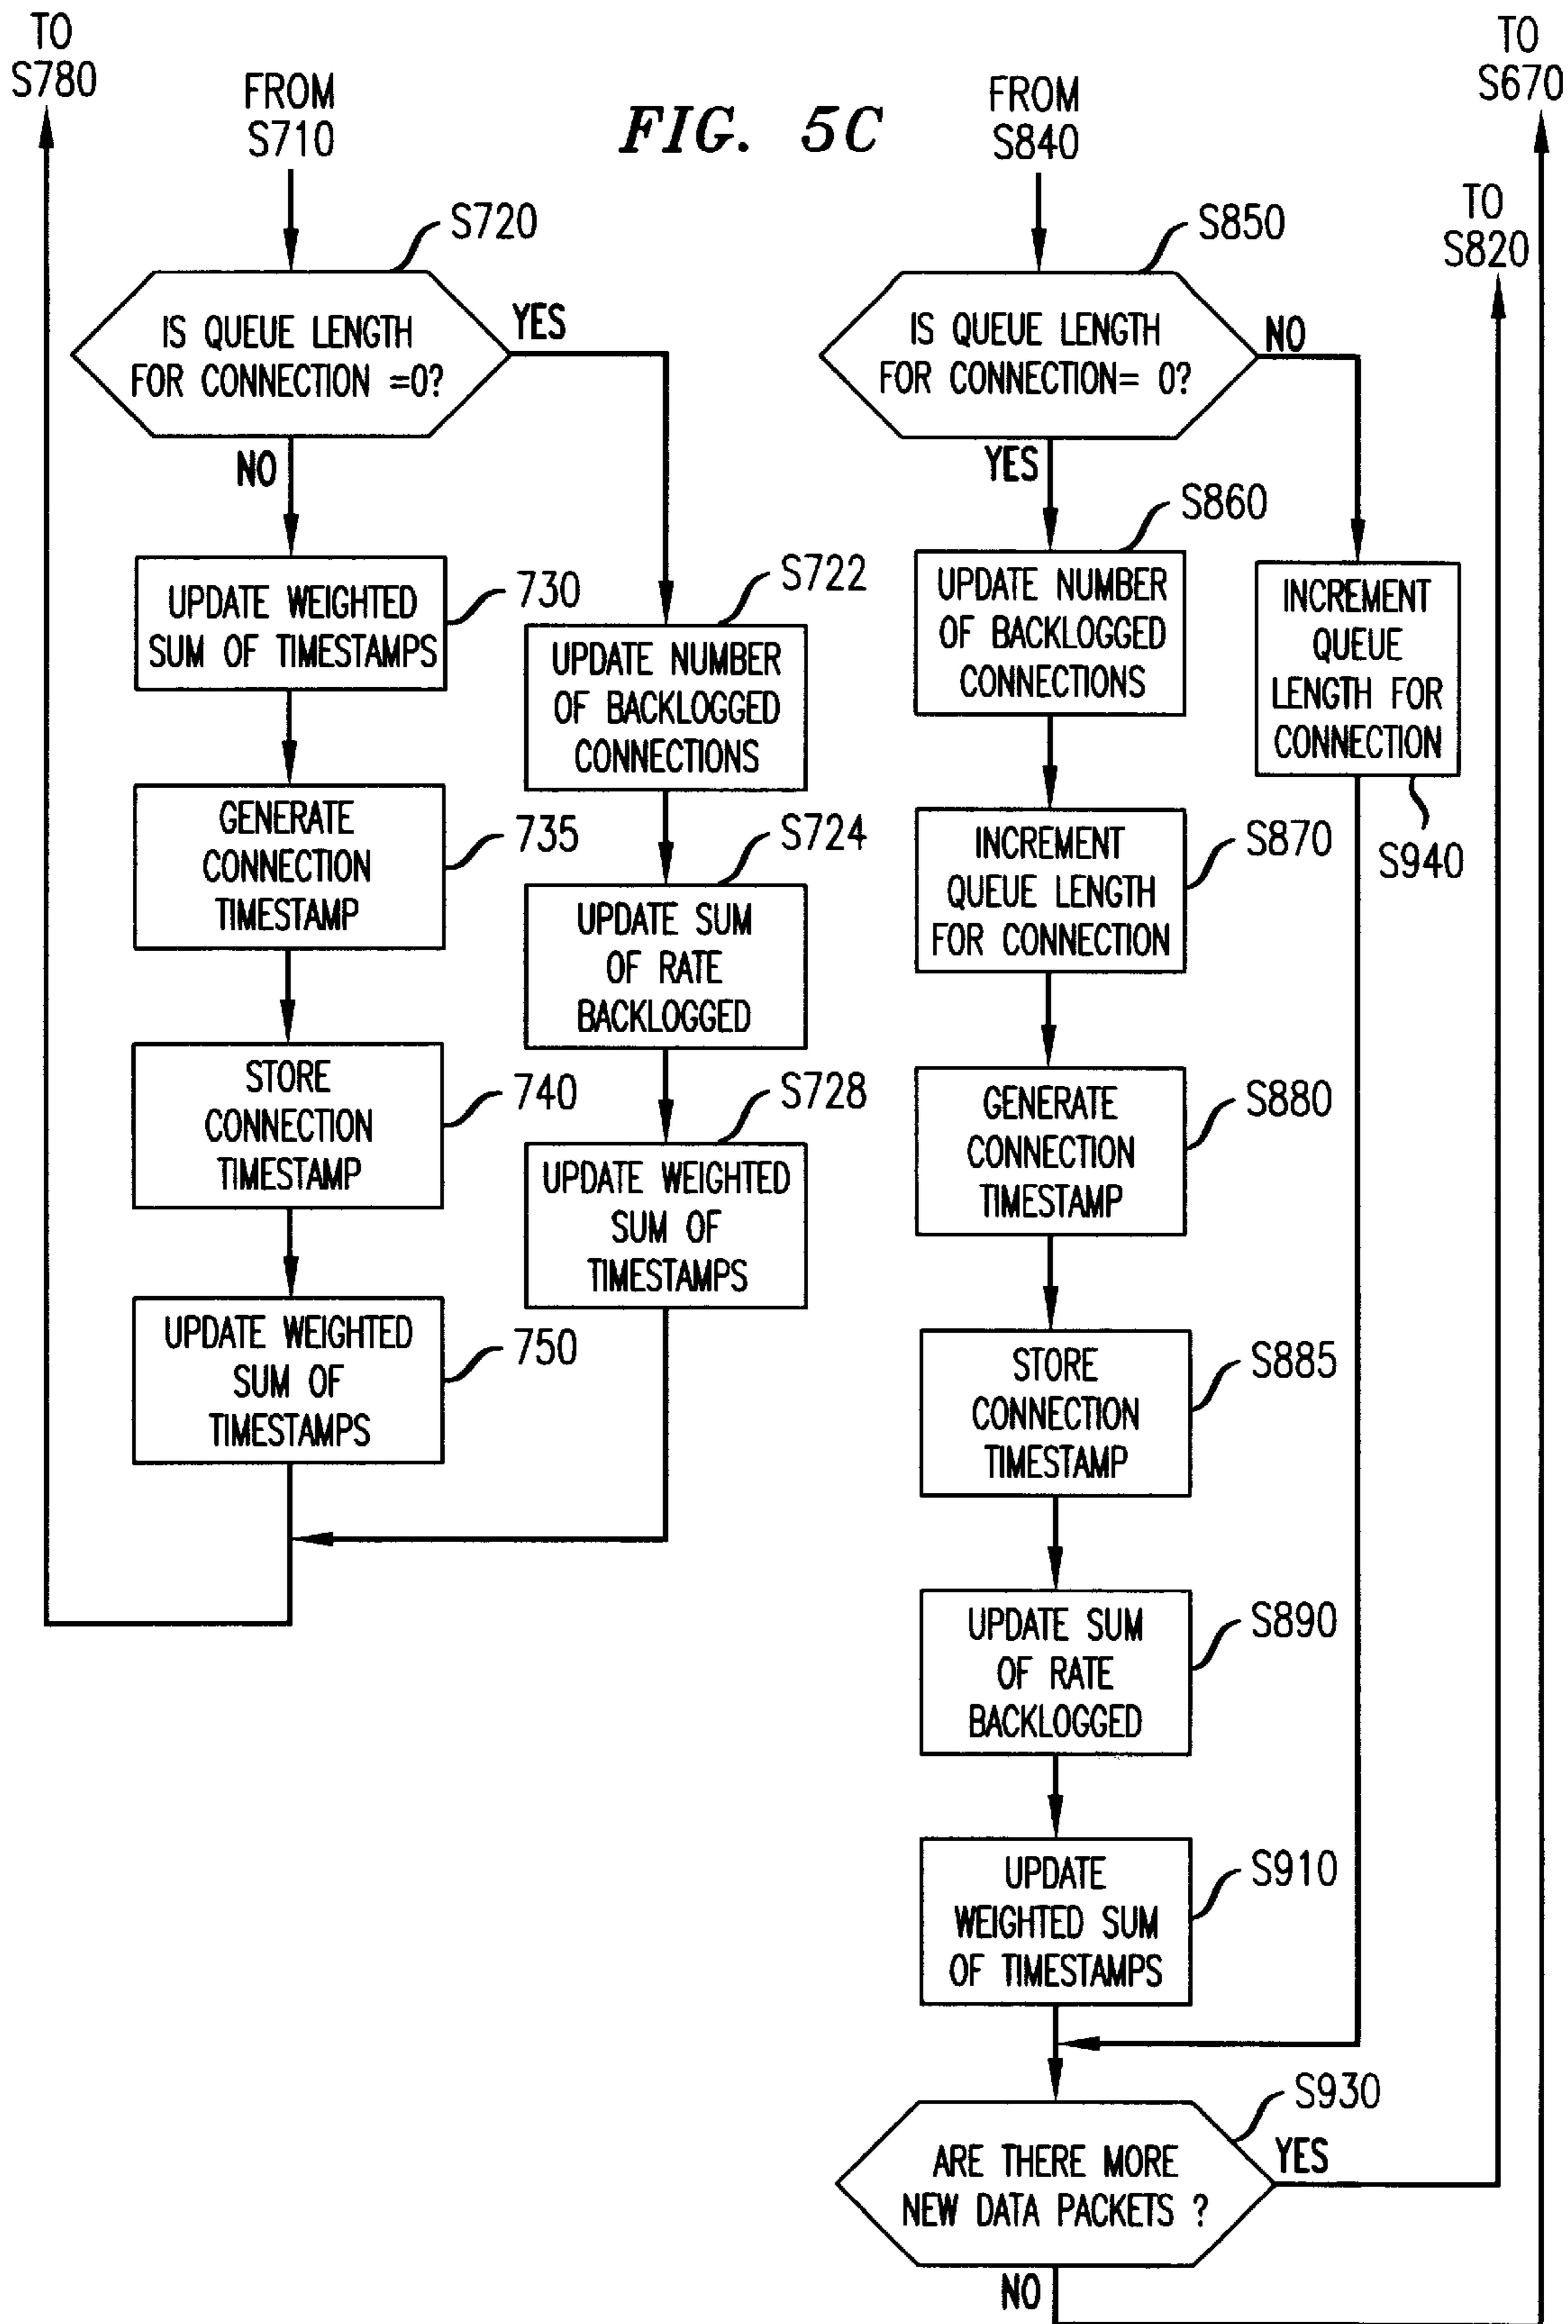 TO
S780
FROM
S710
FIG. 5C
FROM
S840
TO
S670
TO
S820
S720
IS QUEUE LENGTH
FOR CONNECTION =0?
YES
NO
730
UPDATE WEIGHTED
SUM OF TIMESTAMPS
S722
UPDATE NUMBER
OF BACKLOGGED
CONNECTIONS
735
GENERATE
CONNECTION
TIMESTAMP
S724
UPDATE SUM
OF RATE
BACKLOGGED
740
STORE
CONNECTION
TIMESTAMP
S728
UPDATE WEIGHTED
SUM OF
TIMESTAMPS
750
UPDATE WEIGHTED
SUM OF
TIMESTAMPS
S850
IS QUEUE LENGTH
FOR CONNECTION= 0?
NO
YES
S860
UPDATE NUMBER
OF BACKLOGGED
CONNECTIONS
INCREMENT
QUEUE
LENGTH FOR
CONNECTION
S940
S870
INCREMENT
QUEUE LENGTH
FOR CONNECTION
S880
GENERATE
CONNECTION
TIMESTAMP
S885
STORE
CONNECTION
TIMESTAMP
S890
UPDATE SUM
OF RATE
BACKLOGGED
S910
UPDATE
WEIGHTED SUM
OF TIMESTAMPS
S930
ARE THERE MORE
NEW DATA PACKETS ?
YES
NO